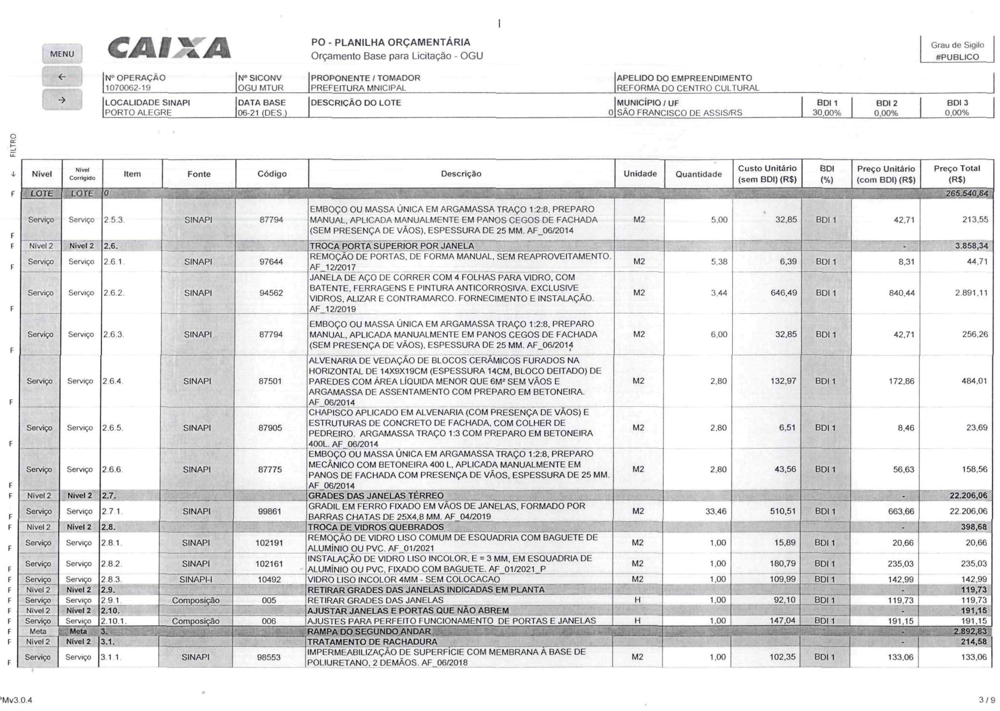 MENU
←
→
CAIXA
PO - PLANILHA ORÇAMENTÁRIA
Orçamento Base para Licitação - OGU
Grau de Sigilo
#PUBLICO
Nº OPERAÇÃO
1070062-19
Nº SICONV
OGU MTUR
PROPONENTE / TOMADOR
PREFEITURA MNICIPAL
APELIDO DO EMPREENDIMENTO
REFORMA DO CENTRO CULTURAL
LOCALIDADE SINAPI
PORTO ALEGRE
DATA BASE
06-21 (DES.)
DESCRIÇÃO DO LOTE
0
MUNICÍPIO / UF
SÃO FRANCISCO DE ASSIS/RS
BDI 1
30,00%
BDI 2
0,00%
BDI 3
0,00%
FILTRO
↓ Nível Nível Corrigido Item Fonte Código Descrição Unidade Quantidade Custo Unitário (sem BDI) (R$) BDI (%) Preço Unitário (com BDI) (R$) Preço Total (R$)
F LOTE LOTE 0 265.540,84
EMBOÇO OU MASSA ÚNICA EM ARGAMASSA TRAÇO 1:2:8, PREPARO
Serviço Serviço 2.5.3. SINAPI 87794 MANUAL, APLICADA MANUALMENTE EM PANOS CEGOS DE FACHADA M2 5,00 32,85 BDI 1 42,71 213,55
F (SEM PRESENÇA DE VÃOS), ESPESSURA DE 25 MM. AF_06/2014
F Nível 2 Nível 2 2.6. TROCA PORTA SUPERIOR POR JANELA - 3.858,34
Serviço Serviço 2.6.1. SINAPI 97644 REMOÇÃO DE PORTAS, DE FORMA MANUAL, SEM REAPROVEITAMENTO. M2 5,38 6,39 BDI 1 8,31 44,71
F AF_12/2017
JANELA DE AÇO DE CORRER COM 4 FOLHAS PARA VIDRO, COM
Serviço Serviço 2.6.2. SINAPI 94562 BATENTE, FERRAGENS E PINTURA ANTICORROSIVA. EXCLUSIVE M2 3,44 646,49 BDI 1 840,44 2.891,11
VIDROS, ALIZAR E CONTRAMARCO. FORNECIMENTO E INSTALAÇÃO.
F AF_12/2019
EMBOÇO OU MASSA ÚNICA EM ARGAMASSA TRAÇO 1:2:8, PREPARO
Serviço Serviço 2.6.3. SINAPI 87794 MANUAL, APLICADA MANUALMENTE EM PANOS CEGOS DE FACHADA M2 6,00 32,85 BDI 1 42,71 256,26
F (SEM PRESENÇA DE VÃOS), ESPESSURA DE 25 MM. AF_06/2014
ALVENARIA DE VEDAÇÃO DE BLOCOS CERÂMICOS FURADOS NA
HORIZONTAL DE 14X9X19CM (ESPESSURA 14CM, BLOCO DEITADO) DE
Serviço Serviço 2.6.4. SINAPI 87501 PAREDES COM ÁREA LÍQUIDA MENOR QUE 6M² SEM VÃOS E M2 2,80 132,97 BDI 1 172,86 484,01
ARGAMASSA DE ASSENTAMENTO COM PREPARO EM BETONEIRA.
F AF_06/2014
CHAPISCO APLICADO EM ALVENARIA (COM PRESENÇA DE VÃOS) E
Serviço Serviço 2.6.5. SINAPI 87905 ESTRUTURAS DE CONCRETO DE FACHADA, COM COLHER DE M2 2,80 6,51 BDI 1 8,46 23,69
PEDREIRO. ARGAMASSA TRAÇO 1:3 COM PREPARO EM BETONEIRA
F 400L. AF_06/2014
EMBOÇO OU MASSA ÚNICA EM ARGAMASSA TRAÇO 1:2:8, PREPARO
Serviço Serviço 2.6.6. SINAPI 87775 MECÂNICO COM BETONEIRA 400 L, APLICADA MANUALMENTE EM M2 2,80 43,56 BDI 1 56,63 158,56
PANOS DE FACHADA COM PRESENÇA DE VÃOS, ESPESSURA DE 25 MM.
F AF_06/2014
F Nível 2 Nível 2 2.7. GRADES DAS JANELAS TÉRREO - 22.206,06
Serviço Serviço 2.7.1. SINAPI 99861 GRADIL EM FERRO FIXADO EM VÃOS DE JANELAS, FORMADO POR M2 33,46 510,51 BDI 1 663,66 22.206,06
F BARRAS CHATAS DE 25X4,8 MM. AF_04/2019
F Nível 2 Nível 2 2.8. TROCA DE VIDROS QUEBRADOS - 398,68
Serviço Serviço 2.8.1. SINAPI 102191 REMOÇÃO DE VIDRO LISO COMUM DE ESQUADRIA COM BAGUETE DE M2 1,00 15,89 BDI 1 20,66 20,66
F ALUMÍNIO OU PVC. AF_01/2021
Serviço Serviço 2.8.2. SINAPI 102161 INSTALAÇÃO DE VIDRO LISO INCOLOR, E = 3 MM, EM ESQUADRIA DE M2 1,00 180,79 BDI 1 235,03 235,03
F ALUMÍNIO OU PVC, FIXADO COM BAGUETE. AF_01/2021_P
F Serviço Serviço 2.8.3. SINAPI-I 10492 VIDRO LISO INCOLOR 4MM - SEM COLOCACAO M2 1,00 109,99 BDI 1 142,99 142,99
F Nível 2 Nível 2 2.9. RETIRAR GRADES DAS JANELAS INDICADAS EM PLANTA - 119,73
F Serviço Serviço 2.9.1. Composição 005 RETIRAR GRADES DAS JANELAS H 1,00 92,10 BDI 1 119,73 119,73
F Nível 2 Nível 2 2.10. AJUSTAR JANELAS E PORTAS QUE NÃO ABREM - 191,15
F Serviço Serviço 2.10.1. Composição 006 AJUSTES PARA PERFEITO FUNCIONAMENTO DE PORTAS E JANELAS H 1,00 147,04 BDI 1 191,15 191,15
F Meta Meta 3. RAMPA DO SEGUNDO ANDAR - 2.892,83
F Nível 2 Nível 2 3.1. TRATAMENTO DE RACHADURA - 214,58
Serviço Serviço 3.1.1. SINAPI 98553 IMPERMEABILIZAÇÃO DE SUPERFÍCIE COM MEMBRANA À BASE DE M2 1,00 102,35 BDI 1 133,06 133,06
F POLIURETANO, 2 DEMÃOS. AF_06/2018
PMv3.0.4
3 / 9